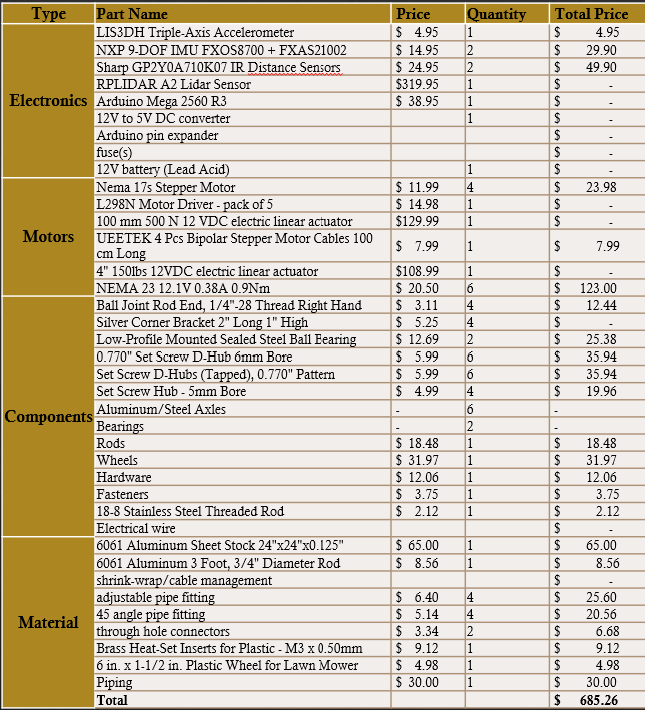 Type Part Name Price Quantity Total Price
Electronics
LIS3DH Triple-Axis Accelerometer $ 4.95 1 $ 4.95
NXP 9-DOF IMU FXOS8700 + FXAS21002 $ 14.95 2 $ 29.90
Sharp GP2Y0A710K07 IR Distance Sensors $ 24.95 2 $ 49.90
RPLIDAR A2 Lidar Sensor $319.95 1 $ -
Arduino Mega 2560 R3 $ 38.95 1 $ -
12V to 5V DC converter 1 $ -
Arduino pin expander $ -
fuse(s) $ -
12V battery (Lead Acid) 1 $ -
Motors
Nema 17s Stepper Motor $ 11.99 4 $ 23.98
L298N Motor Driver - pack of 5 $ 14.98 1 $ -
100 mm 500 N 12 VDC electric linear actuator $129.99 1 $ -
UEETEK 4 Pcs Bipolar Stepper Motor Cables 100
cm Long $ 7.99 1 $ 7.99
4" 150lbs 12VDC electric linear actuator $108.99 1 $ -
NEMA 23 12.1V 0.38A 0.9Nm $ 20.50 6 $ 123.00
Components
Ball Joint Rod End, 1/4"-28 Thread Right Hand $ 3.11 4 $ 12.44
Silver Corner Bracket 2" Long 1" High $ 5.25 4 $ -
Low-Profile Mounted Sealed Steel Ball Bearing $ 12.69 2 $ 25.38
0.770" Set Screw D-Hub 6mm Bore $ 5.99 6 $ 35.94
Set Screw D-Hubs (Tapped), 0.770" Pattern $ 5.99 6 $ 35.94
Set Screw Hub - 5mm Bore $ 4.99 4 $ 19.96
Aluminum/Steel Axles - 6 -
Bearings - 2 -
Rods $ 18.48 1 $ 18.48
Wheels $ 31.97 1 $ 31.97
Hardware $ 12.06 1 $ 12.06
Fasteners $ 3.75 1 $ 3.75
18-8 Stainless Steel Threaded Rod $ 2.12 1 $ 2.12
Electrical wire $ -
Material
6061 Aluminum Sheet Stock 24"x24"x0.125" $ 65.00 1 $ 65.00
6061 Aluminum 3 Foot, 3/4" Diameter Rod $ 8.56 1 $ 8.56
shrink-wrap/cable management $ -
adjustable pipe fitting $ 6.40 4 $ 25.60
45 angle pipe fitting $ 5.14 4 $ 20.56
through hole connectors $ 3.34 2 $ 6.68
Brass Heat-Set Inserts for Plastic - M3 x 0.50mm $ 9.12 1 $ 9.12
6 in. x 1-1/2 in. Plastic Wheel for Lawn Mower $ 4.98 1 $ 4.98
Piping $ 30.00 1 $ 30.00
Total $ 685.26